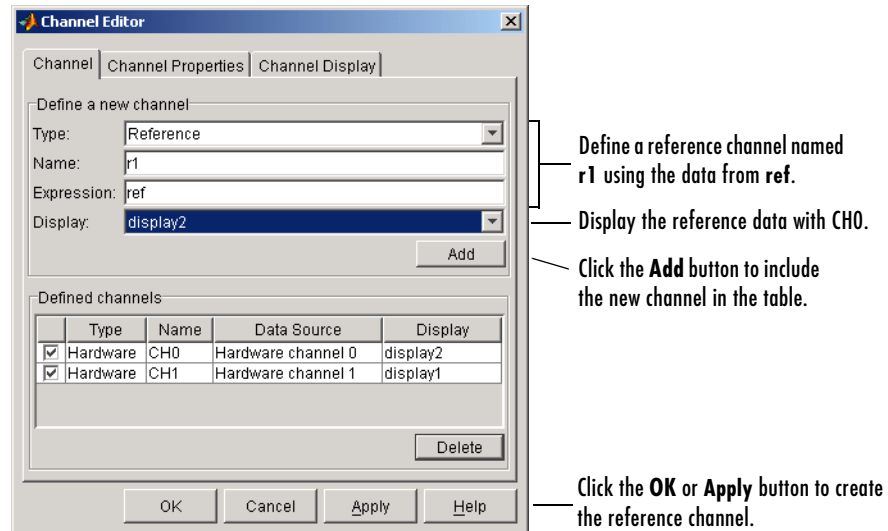 Channel Editor
Channel Channel Properties Channel Display
Define a new channel
Type: Reference
Name: r1
Expression: ref
Display: display2
Add
Define a reference channel named
r1 using the data from ref.
Display the reference data with CH0.
Click the Add button to include
the new channel in the table.
Defined channels
Type Name Data Source Display
Hardware CH0 Hardware channel 0 display2
Hardware CH1 Hardware channel 1 display1
Delete
OK Cancel Apply Help
Click the OK or Apply button to create
the reference channel.